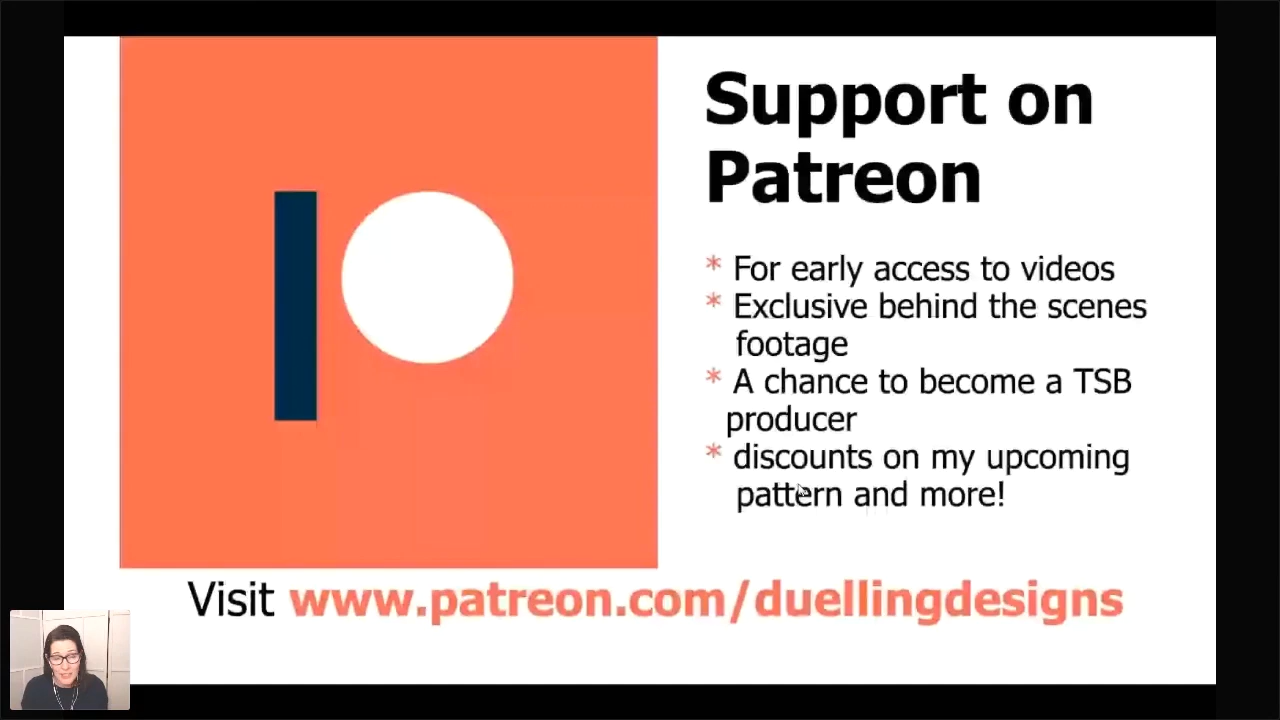 Support on
Patreon
* For early access to videos
* Exclusive behind the scenes
footage
* A chance to become a TSB
producer
* discounts on my upcoming
pattern and more!
Visit www.patreon.com/duellingdesigns